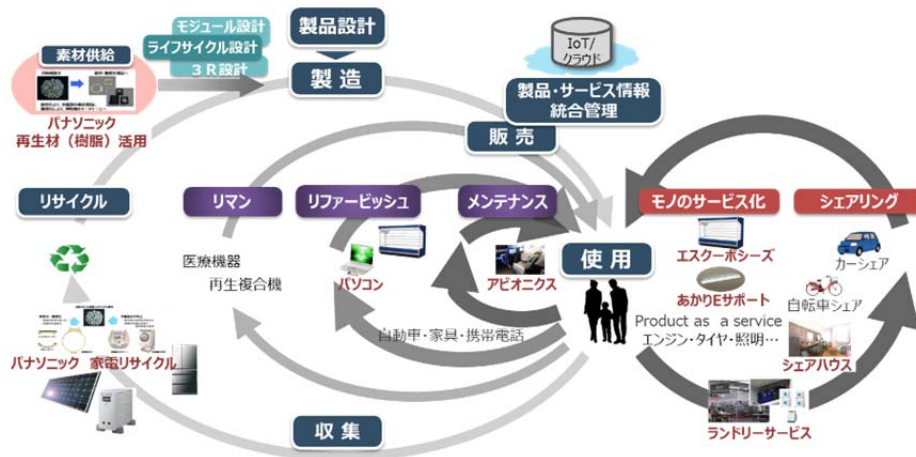 モジュール設計
ライフサイクル設計
3R設計
製品設計
素材供給
製造
IoT/
クラウド
製品・サービス情報
統合管理
パナソニック
再生材（樹脂）活用
販売
リサイクル
リマン
リファービッシュ
メンテナンス
モノのサービス化
シェアリング
使用
医療機器
再生複合機
パソコン
アビオニクス
エスクーボシーズ
カーシェア
あかりEサポート
自転車シェア
Product as a service
エンジン・タイヤ・照明…
自動車・家具・携帯電話
シェアハウス
パナソニック 家電リサイクル
ランドリーサービス
収集